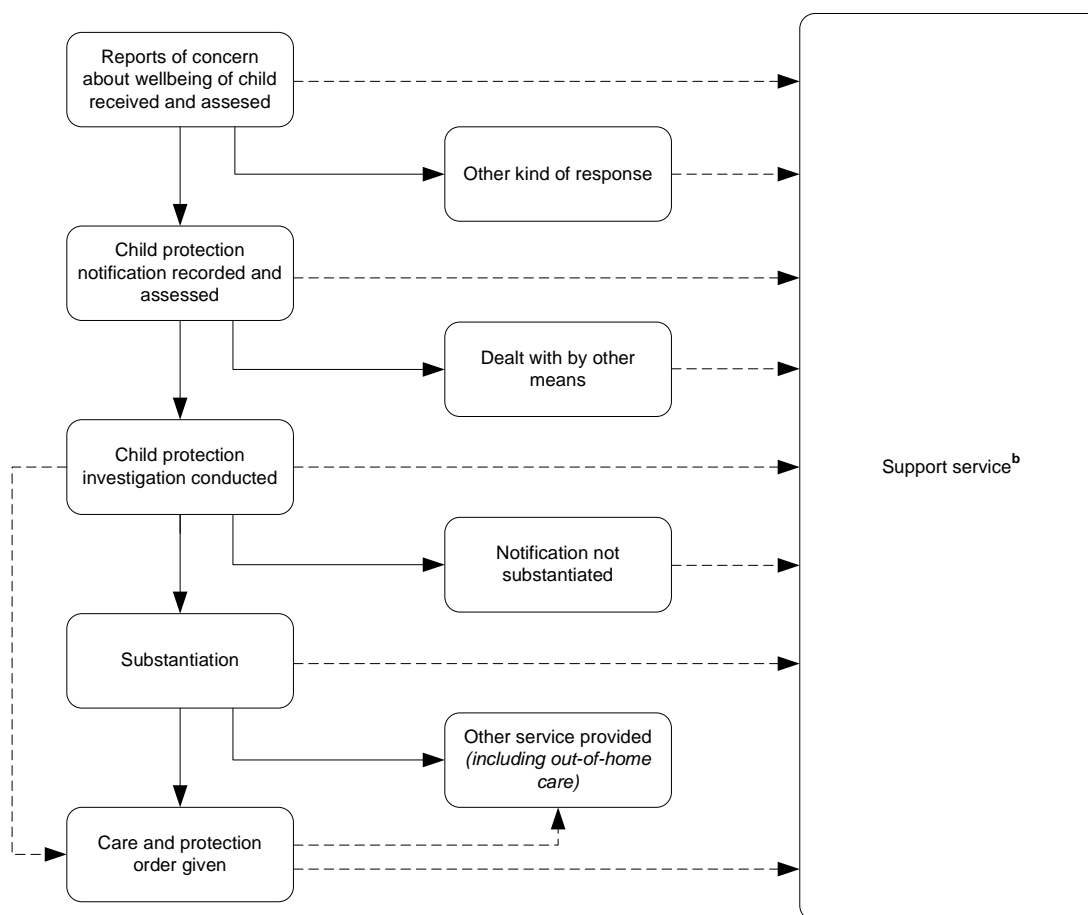 Reports of concern
about wellbeing of child
received and assesed
Other kind of response
Child protection
notification recorded and
assessed
Dealt with by other
means
Child protection
investigation conducted
Support serviceᵇ
Notification not
substantiated
Substantiation
Other service provided
(including out-of-home
care)
Care and protection
order given